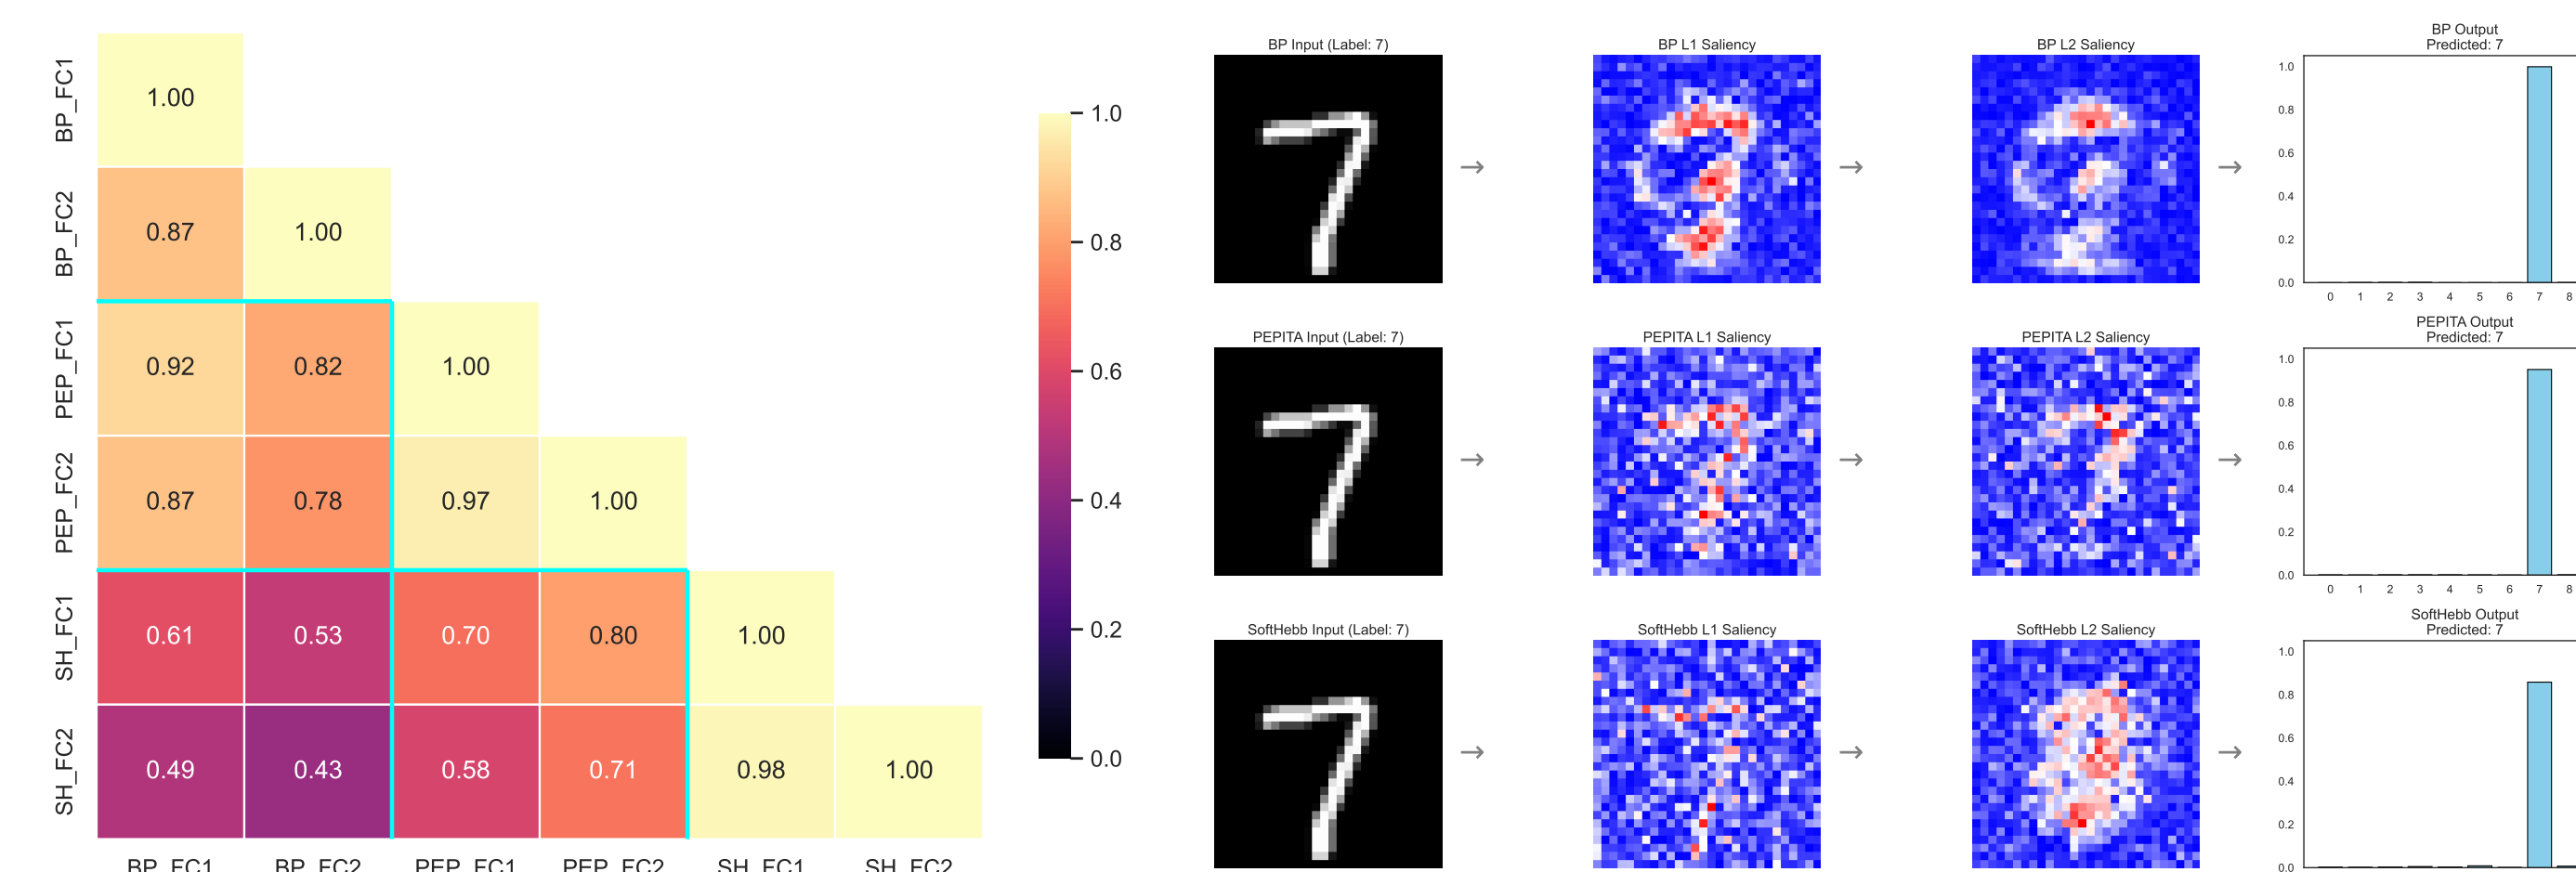 BP_FC1
1.00
BP_FC2
0.87 1.00
PEP_FC1
0.92 0.82 1.00
PEP_FC2
0.87 0.78 0.97 1.00
SH_FC1
0.61 0.53 0.70 0.80 1.00
SH_FC2
0.49 0.43 0.58 0.71 0.98 1.00
BP_FC1 BP_FC2 PEP_FC1 PEP_FC2 SH_FC1 SH_FC2
1.0
0.8
0.6
0.4
0.2
0.0
BP Input (Label: 7)
→
BP L1 Saliency
→
BP L2 Saliency
→
BP Output
Predicted: 7
1.0
0.8
0.6
0.4
0.2
0.0
0 1 2 3 4 5 6 7 8
PEPITA Input (Label: 7)
→
PEPITA L1 Saliency
→
PEPITA L2 Saliency
→
PEPITA Output
Predicted: 7
1.0
0.8
0.6
0.4
0.2
0.0
0 1 2 3 4 5 6 7 8
SoftHebb Input (Label: 7)
→
SoftHebb L1 Saliency
→
SoftHebb L2 Saliency
→
SoftHebb Output
Predicted: 7
1.0
0.8
0.6
0.4
0.2
0.0